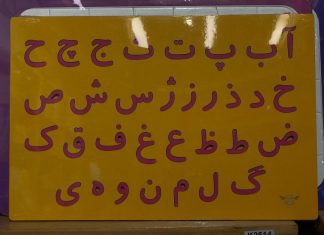 آ ب پ ت ث ج چ ح
خ د ذ ر ز ژ س ش ص
ض ط ظ ع غ ف ق ک
گ ل م ن و ه ی